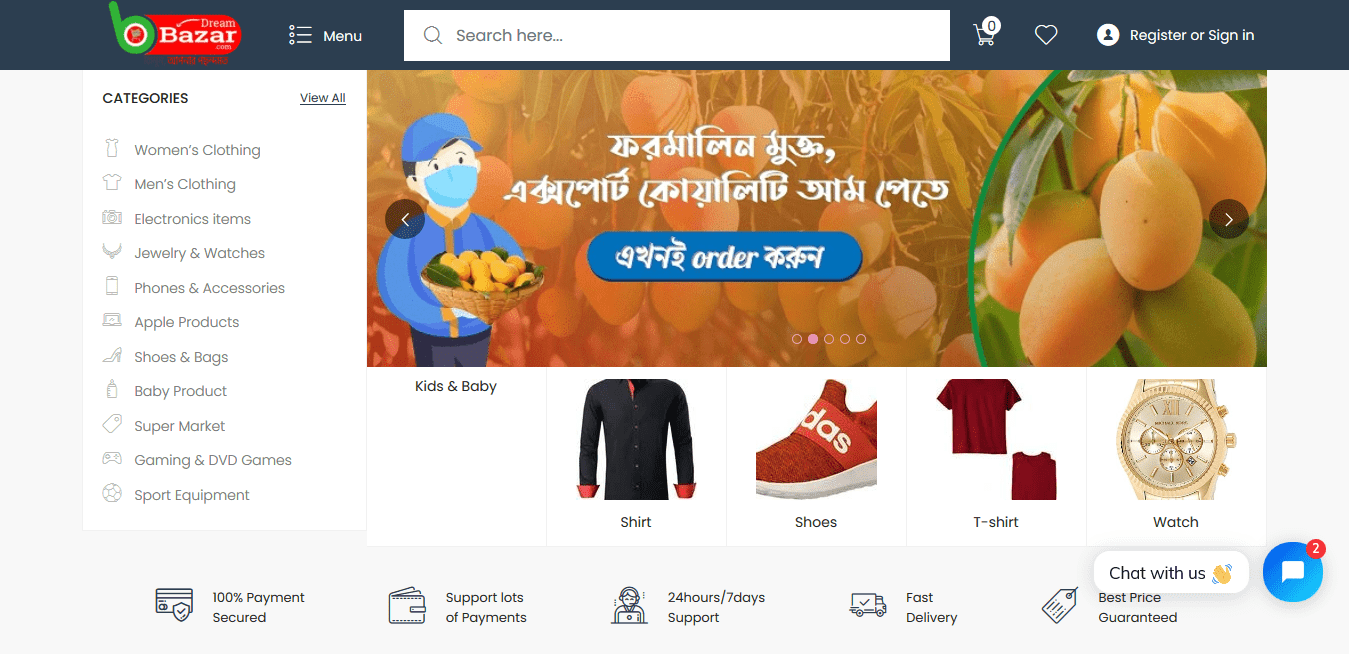 Dream
Bazar
.com
Menu
Search here...
0
Register or Sign in
CATEGORIES
View All
Women's Clothing
Men's Clothing
Electronics items
Jewelry & Watches
Phones & Accessories
Apple Products
Shoes & Bags
Baby Product
Super Market
Gaming & DVD Games
Sport Equipment
ফরমালিন মুক্ত,
এক্সপোর্ট কোয়ালিটি আম পেতে
এখনই order করুন
Kids & Baby
das
MICHAEL KORS
Shirt
Shoes
T-shirt
Watch
2
Chat with us 👋
100% Payment
Secured
Support lots
of Payments
24hours/7days
Support
Fast
Delivery
Best Price
Guaranteed